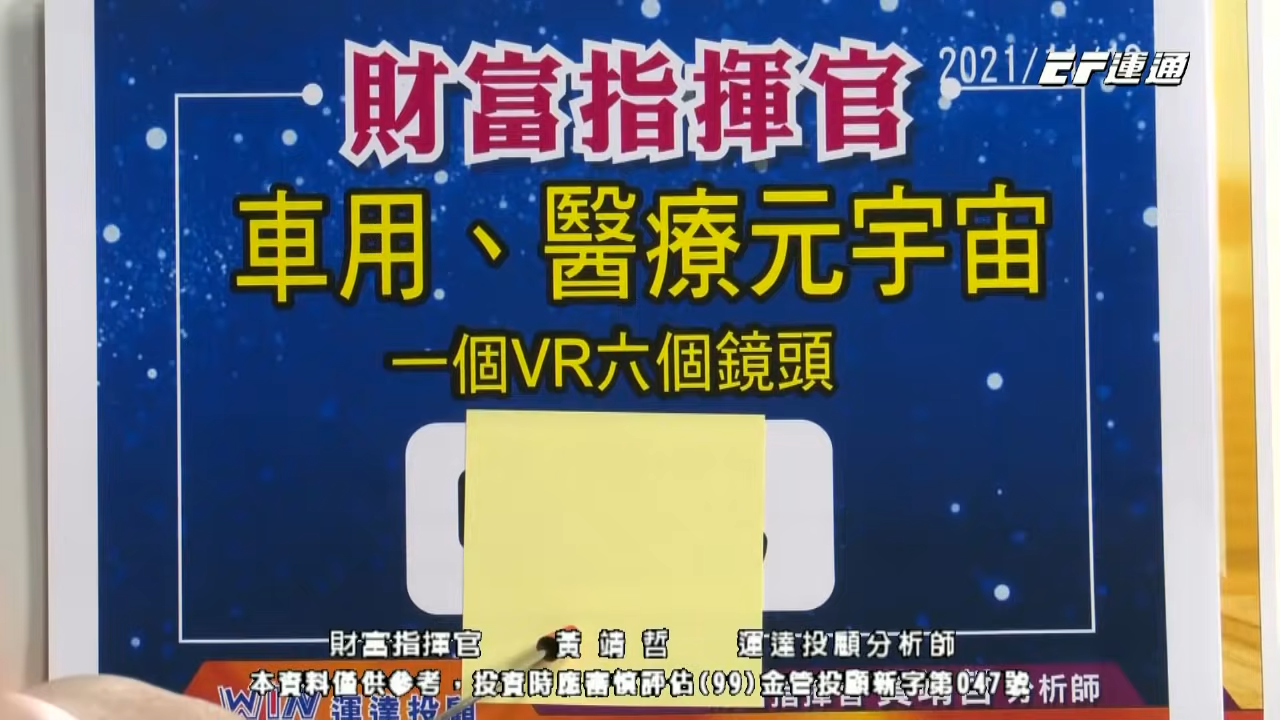 財富指揮官
2021/
EF運通
車用、醫療元宇宙
一個VR六個鏡頭
財富指揮官 黃靖哲 運達投顧分析師
本資料僅供參考，投資時應審慎評估(99)金管投顧新字第047號
WIN 運達投顧
分析師